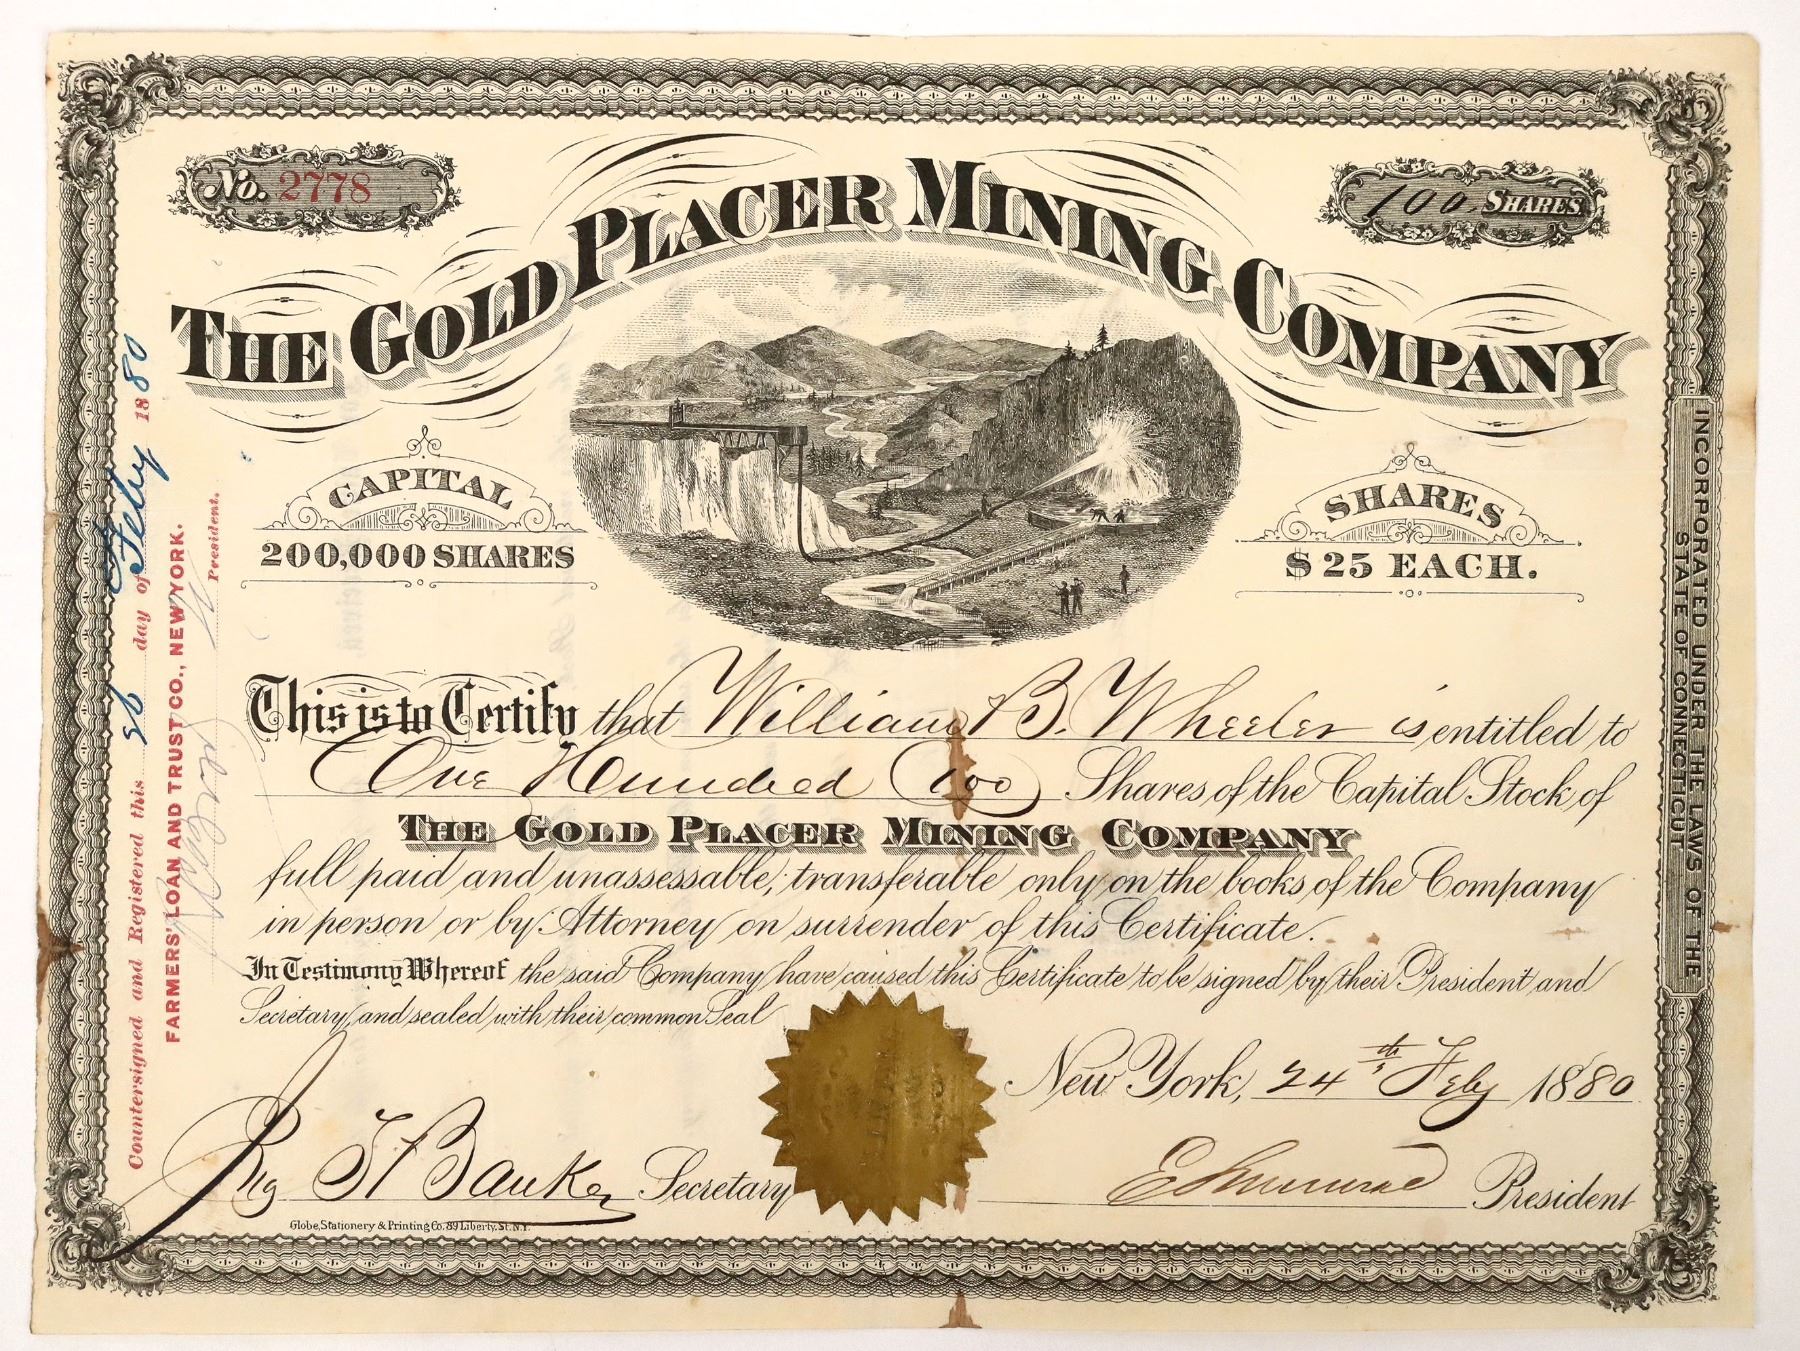 No. 2778
100 SHARES
THE GOLD PLACER MINING COMPANY
CAPITAL
200,000 SHARES
SHARES
$25 EACH.
This is to Certify that William B. Wheeler is entitled to
One Hundred (100) Shares of the Capital Stock of
THE GOLD PLACER MINING COMPANY
full paid and unassessable, transferable only on the books of the Company
in person or by Attorney on surrender of this Certificate.
In Testimony Whereof the said Company have caused this Certificate to be signed by their President and
Secretary, and sealed with their common Seal
New York, 24th Feby 1880
Banker Secretary
President
Globe, Stationery & Printing Co. 89 Liberty St. N.Y.
Countersigned and Registered this 26 day of Feby 1880
FARMERS' LOAN AND TRUST CO., NEW YORK.
President.
INCORPORATED UNDER THE LAWS OF THE
STATE OF CONNECTICUT